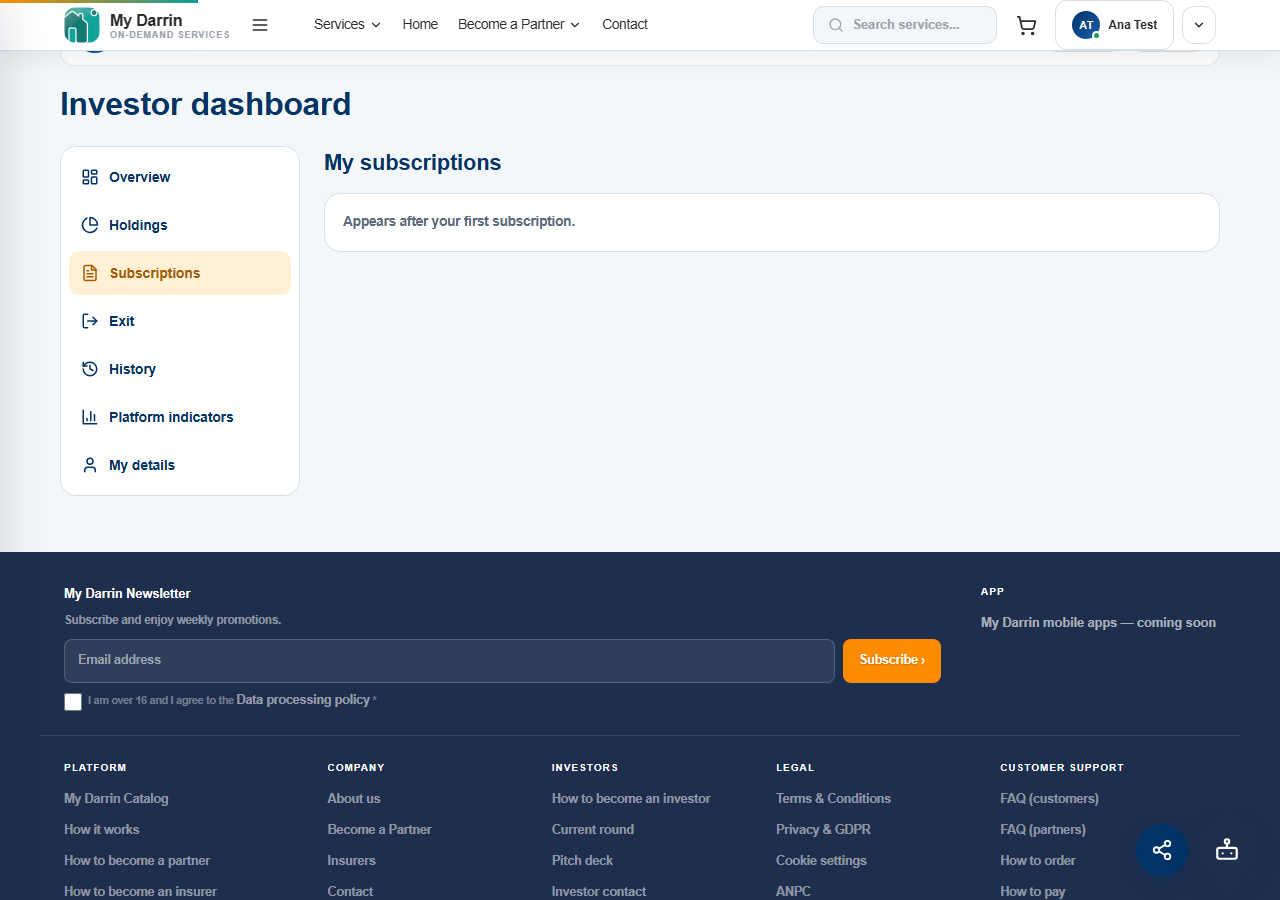 My Darrin
ON-DEMAND SERVICES
Services
Home
Become a Partner
Contact
Search services...
AT
Ana Test
Investor dashboard
Overview
Holdings
Subscriptions
Exit
History
Platform indicators
My details
My subscriptions
Appears after your first subscription.
My Darrin Newsletter
Subscribe and enjoy weekly promotions.
Email address
Subscribe ›
I am over 16 and I agree to the Data processing policy *
APP
My Darrin mobile apps — coming soon
PLATFORM
My Darrin Catalog
How it works
How to become a partner
How to become an insurer
COMPANY
About us
Become a Partner
Insurers
Contact
INVESTORS
How to become an investor
Current round
Pitch deck
Investor contact
LEGAL
Terms & Conditions
Privacy & GDPR
Cookie settings
ANPC
CUSTOMER SUPPORT
FAQ (customers)
FAQ (partners)
How to order
How to pay